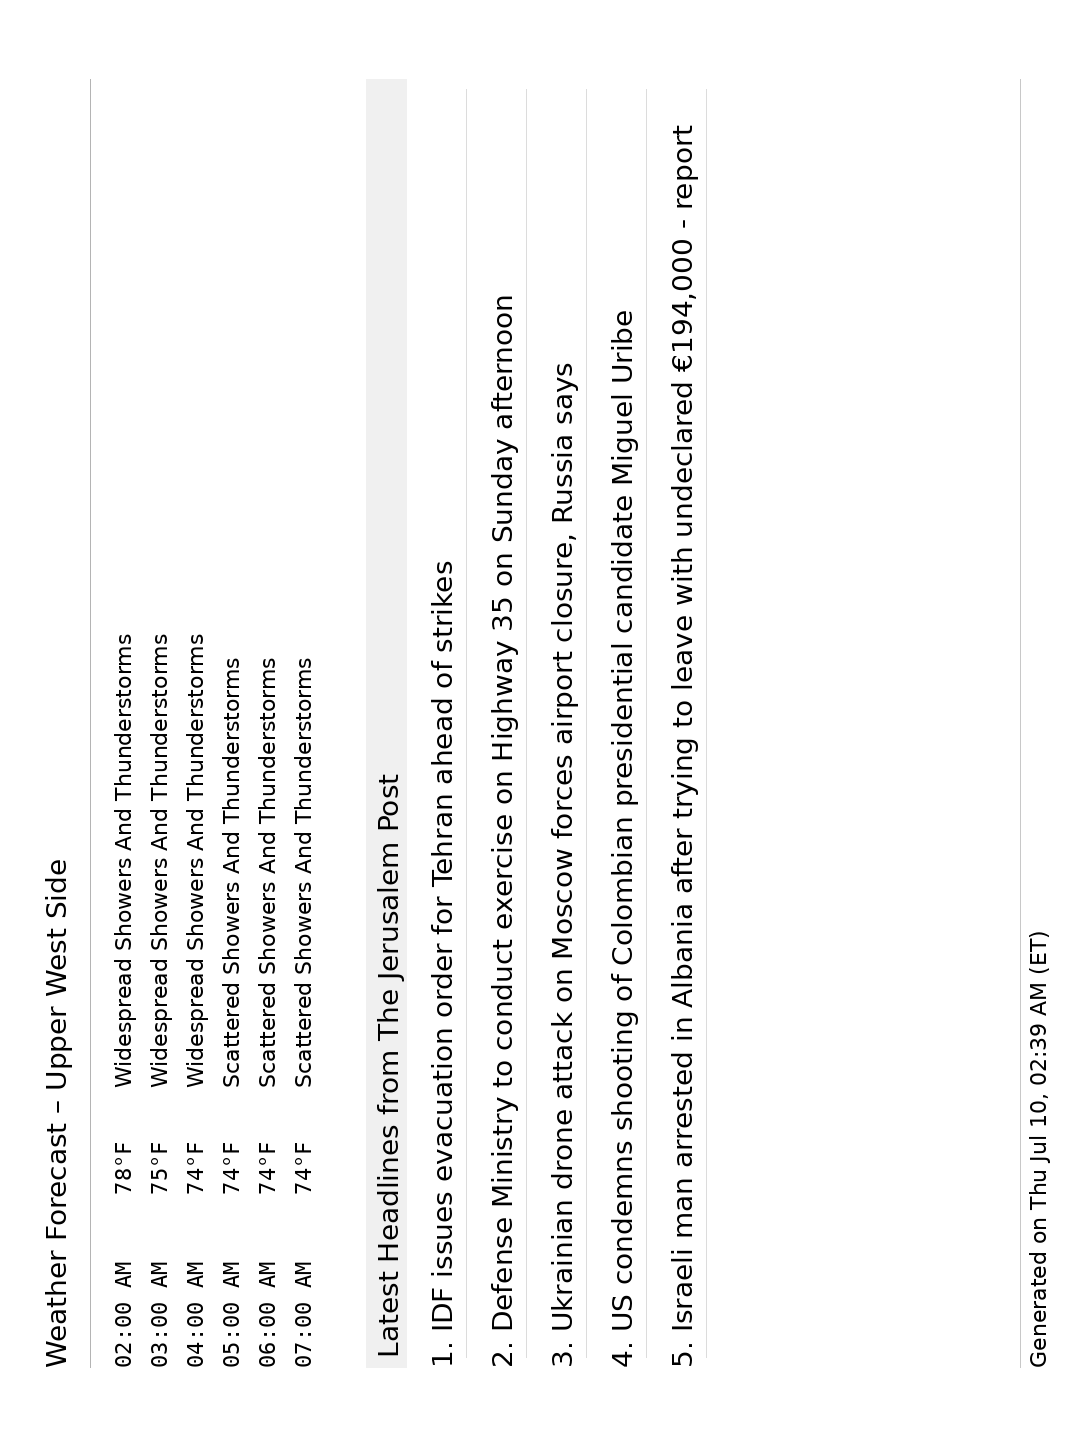 Weather Forecast – Upper West Side
02:00 AM 78°F Widespread Showers And Thunderstorms
03:00 AM 75°F Widespread Showers And Thunderstorms
04:00 AM 74°F Widespread Showers And Thunderstorms
05:00 AM 74°F Scattered Showers And Thunderstorms
06:00 AM 74°F Scattered Showers And Thunderstorms
07:00 AM 74°F Scattered Showers And Thunderstorms
Latest Headlines from The Jerusalem Post
1. IDF issues evacuation order for Tehran ahead of strikes
2. Defense Ministry to conduct exercise on Highway 35 on Sunday afternoon
3. Ukrainian drone attack on Moscow forces airport closure, Russia says
4. US condemns shooting of Colombian presidential candidate Miguel Uribe
5. Israeli man arrested in Albania after trying to leave with undeclared €194,000 - report
Generated on Thu Jul 10, 02:39 AM (ET)